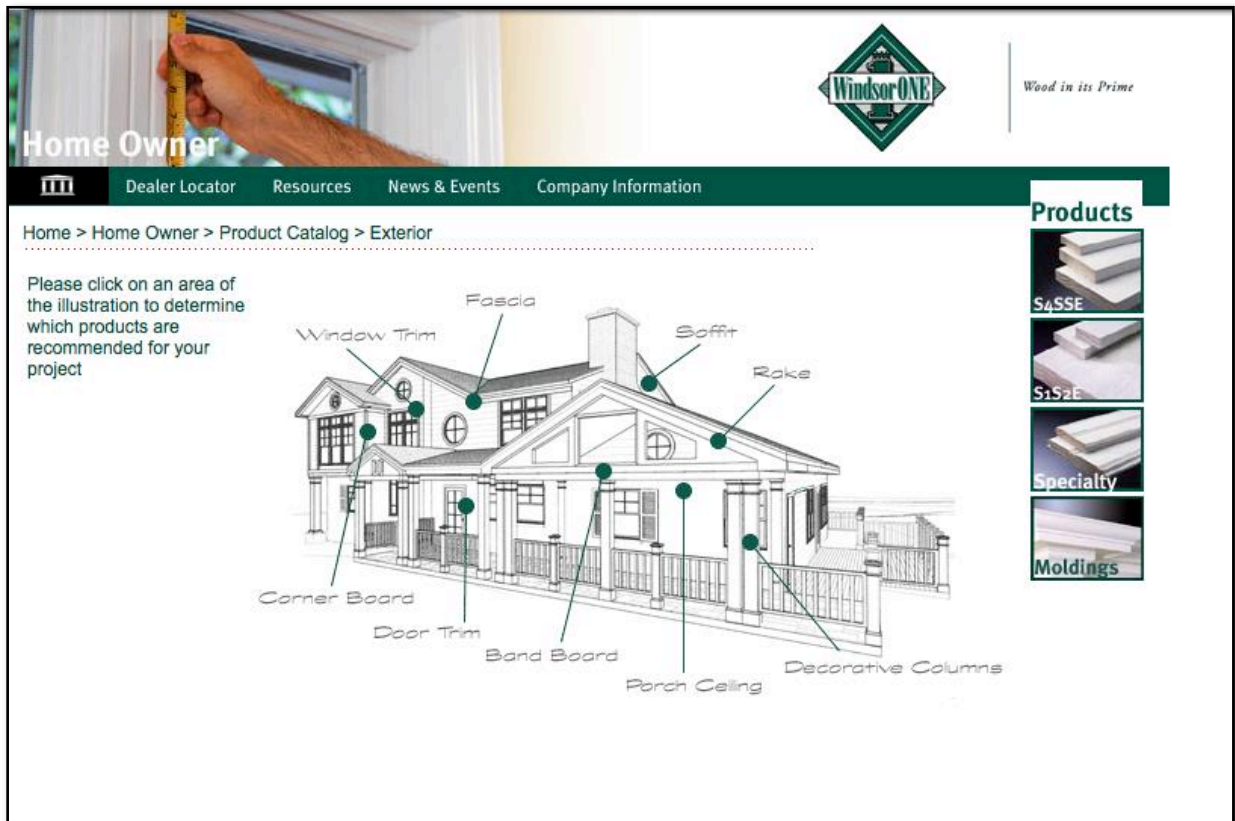 Home Owner
WindsorONE
Wood in its Prime
Dealer Locator Resources News & Events Company Information
Home > Home Owner > Product Catalog > Exterior
Please click on an area of
the illustration to determine
which products are
recommended for your
project
Fascia
Window Trim
Soffit
Rake
Corner Board
Door Trim
Band Board
Porch Ceiling
Decorative Columns
Products
S4SSE
S1S2E
Specialty
Moldings